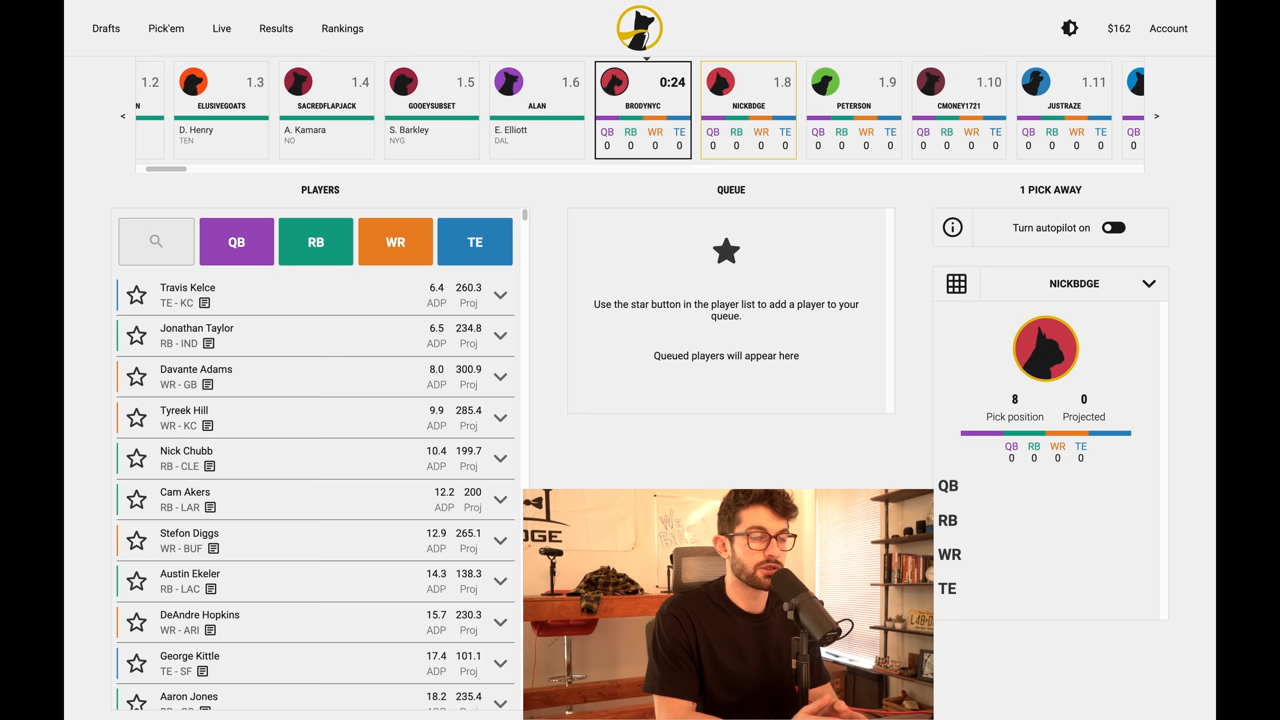 Drafts Pick'em Live Results Rankings $162 Account
1.2 1.3 1.4 1.5 1.6 0:24 1.8 1.9 1.10 1.11
N ELUSIVEGOATS SACREDFLAPJACK GOOEYSUBSET ALAN BRODYNYC NICKBDGE PETERSON CMONEY1721 JUSTRAZE
D. Henry A. Kamara S. Barkley E. Elliott QB RB WR TE QB RB WR TE QB RB WR TE QB RB WR TE QB RB WR TE QB
TEN NO NYG DAL 0 0 0 0 0 0 0 0 0 0 0 0 0 0 0 0 0 0 0 0 0
< >
PLAYERS QUEUE 1 PICK AWAY
QB RB WR TE
Turn autopilot on
Travis Kelce 6.4 260.3
TE - KC ADP Proj
Jonathan Taylor 6.5 234.8
RB - IND ADP Proj
Davante Adams 8.0 300.9
WR - GB ADP Proj
Tyreek Hill 9.9 285.4
WR - KC ADP Proj
Nick Chubb 10.4 199.7
RB - CLE ADP Proj
Cam Akers 12.2 200
RB - LAR ADP Proj
Stefon Diggs 12.9 265.1
WR - BUF ADP Proj
Austin Ekeler 14.3 138.3
RB - LAC ADP Proj
DeAndre Hopkins 15.7 230.3
WR - ARI ADP Proj
George Kittle 17.4 101.1
TE - SF ADP Proj
Aaron Jones 18.2 235.4
Use the star button in the player list to add a player to your
queue.
Queued players will appear here
NICKBDGE
8 0
Pick position Projected
QB RB WR TE
0 0 0 0
QB
RB
WR
TE